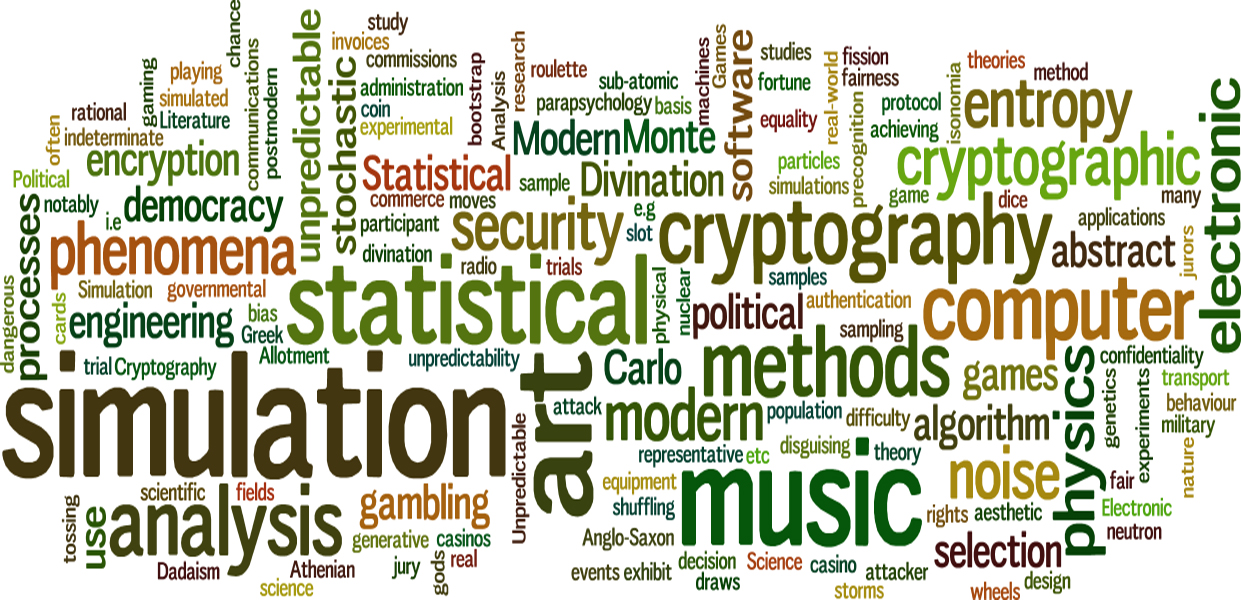 chance
study
invoices
commissions
unpredictable
stochastic
gaming
playing
simulated
Literature
communications
postmodern
rational
indeterminate
often
encryption
administration
coin
experimental
bootstrap
Analysis
research
roulette
sub-atomic
parapsychology
basis
machines
Games
software
studies
fortune
equality
real-world
fission
fairness
precognition
protocol
achieving
isonomia
theories
method
entropy
electronic
Political
notably
i.e
democracy
Statistical
commerce
moves
sample
Modern
Monte
Divination
particles
simulations
cryptographic
game
dice
many
processes
phenomena
participant
divination
security
radio
trials
e.g.
slot
cryptography
samples
abstract
applications
jurors
dangerous
cards
Simulation
governmental
engineering
bias
Greek
statistical
physical
nuclear
political
authentication
sampling
computer
trial
Cryptography
Allotment
unpredictability
art
Carlo
methods
games
physics
confidentiality
genetics
experiments
transport
behaviour
military
nature
simulation
Unpredictable
attack
modern
population
difficulty
algorithm
representative
etc
disguising
theory
noise
fair
Electronic
neutron
tossing
use
scientific
fields
analysis
gambling
generative
casinos
equipment
shuffling
music
rights
aesthetic
Dadaism
Athenian
science
jury
gods
real
Anglo-Saxon
events
exhibit
decision
draws
Science
casino
attacker
storms
selection
wheels
design